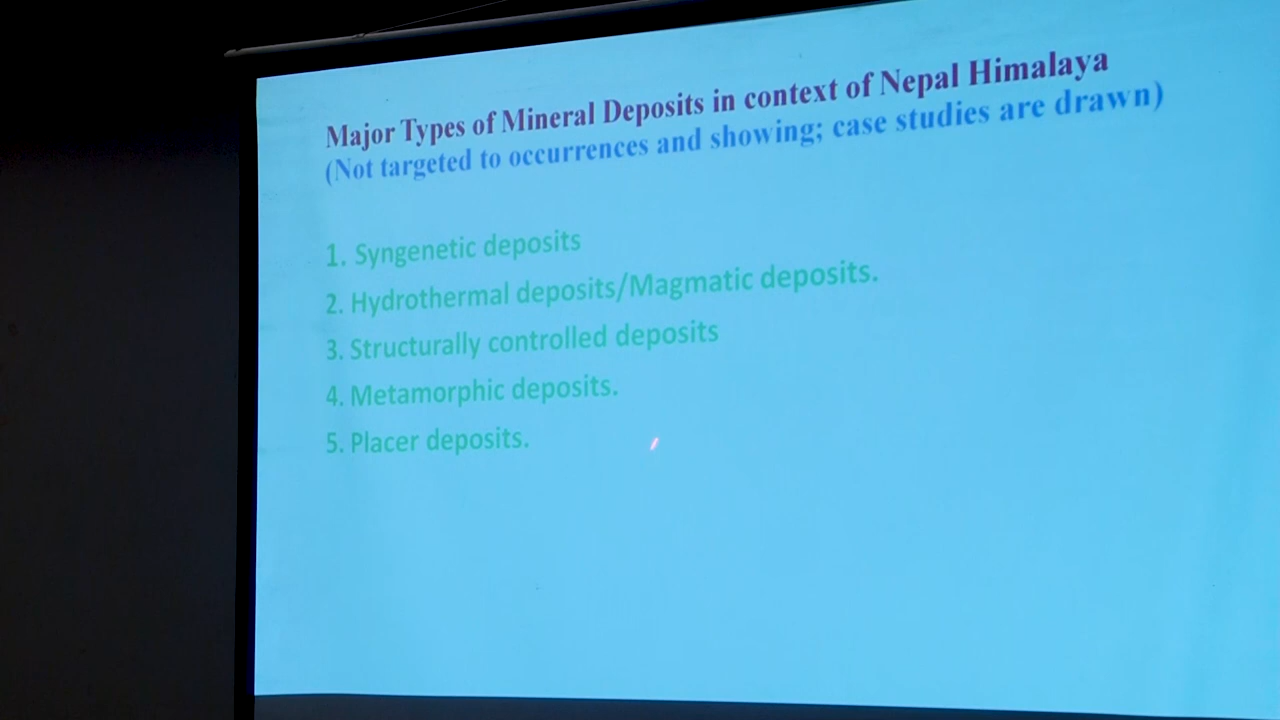 Major Types of Mineral Deposits in context of Nepal Himalaya
(Not targeted to occurrences and showing; case studies are drawn)
1. Syngenetic deposits
2. Hydrothermal deposits/Magmatic deposits.
3. Structurally controlled deposits
4. Metamorphic deposits.
5. Placer deposits.